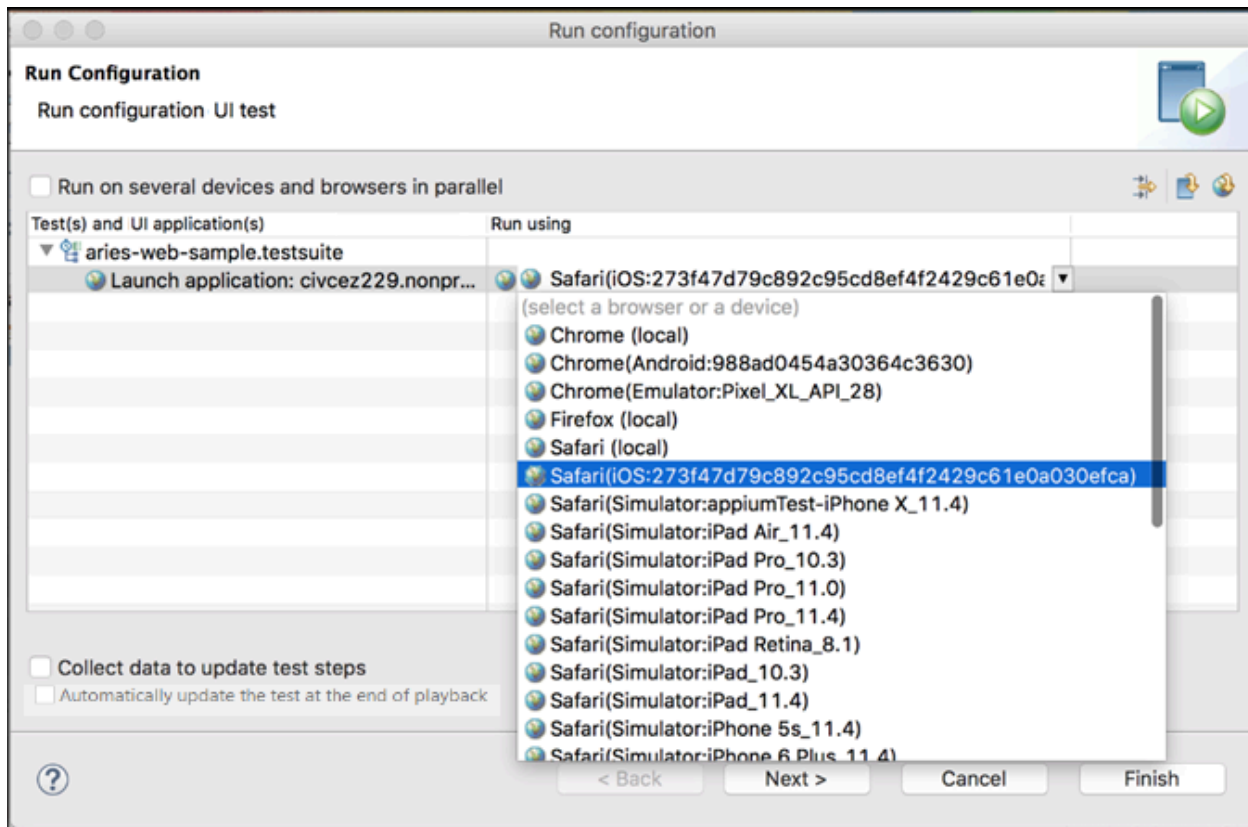 Run configuration
Run Configuration
Run configuration UI test
Run on several devices and browsers in parallel
Test(s) and UI application(s) Run using
aries-web-sample.testsuite
Launch application: civcez229.nonpr... Safari(iOS:273f47d79c892c95cd8ef4f2429c61e0a
(select a browser or a device)
Chrome (local)
Chrome(Android:988ad0454a30364c3630)
Chrome(Emulator:Pixel_XL_API_28)
Firefox (local)
Safari (local)
Safari(iOS:273f47d79c892c95cd8ef4f2429c61e0a030efca)
Safari(Simulator:appiumTest-iPhone X_11.4)
Safari(Simulator:iPad Air_11.4)
Safari(Simulator:iPad Pro_10.3)
Safari(Simulator:iPad Pro_11.0)
Safari(Simulator:iPad Pro_11.4)
Safari(Simulator:iPad Retina_8.1)
Safari(Simulator:iPad_10.3)
Safari(Simulator:iPad_11.4)
Safari(Simulator:iPhone 5s_11.4)
Safari(Simulator:iPhone 6 Plus_11.4)
Collect data to update test steps
Automatically update the test at the end of playback
? < Back Next > Cancel Finish